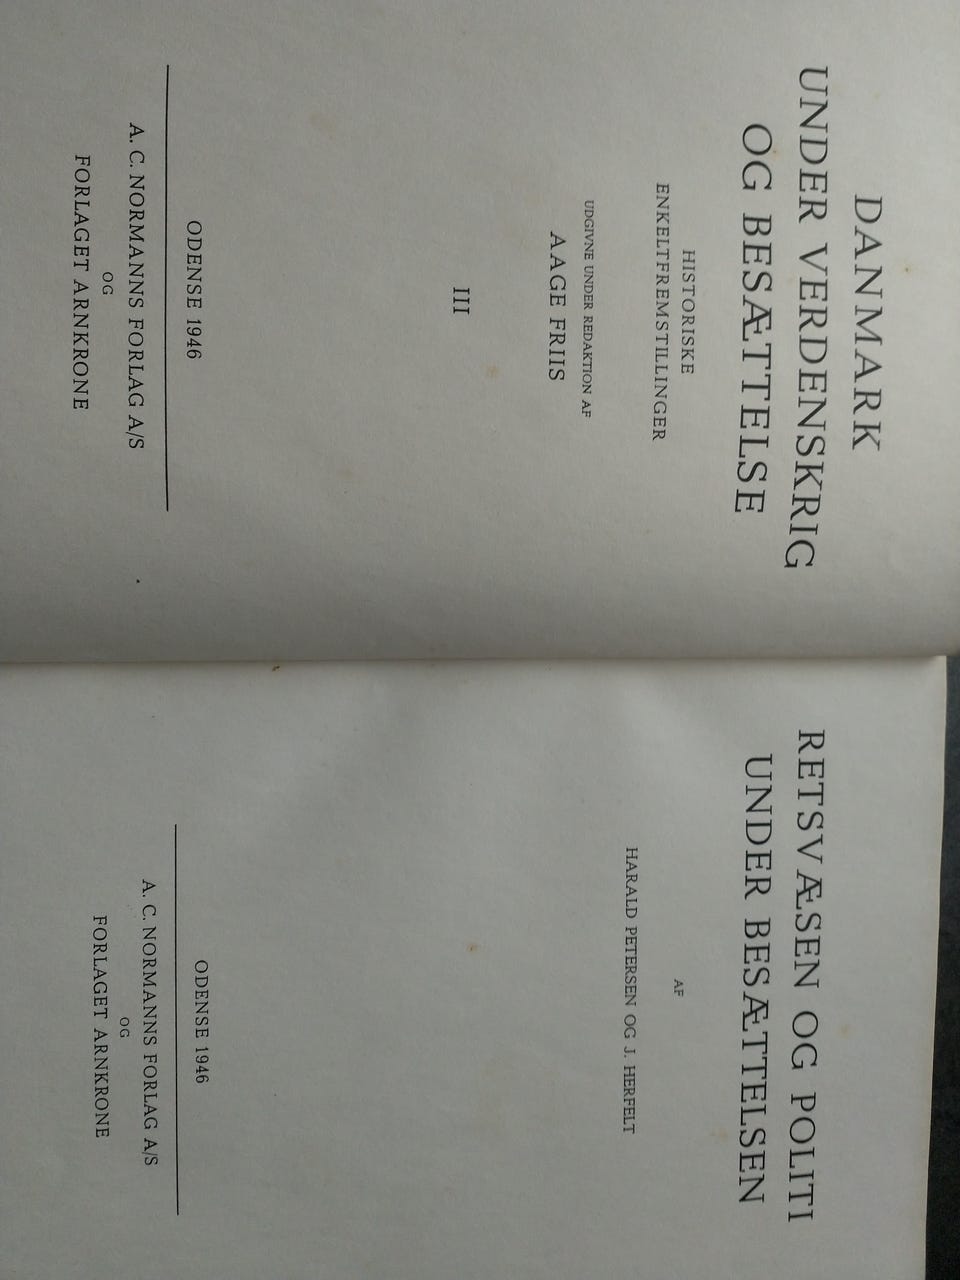 DANMARK
UNDER VERDENSKRIG
OG BESÆTTELSE
HISTORISKE
ENKELTFREMSTILLINGER
UDGIVNE UNDER REDAKTION AF
AAGE FRIIS
III
ODENSE 1946
A. C. NORMANNS FORLAG A/S
OG
FORLAGET ARNKRONE
RETSVÆSEN OG POLITI
UNDER BESÆTTELSEN
AF
HARALD PETERSEN OG J. HERFELT
ODENSE 1946
A. C. NORMANNS FORLAG A/S
OG
FORLAGET ARNKRONE